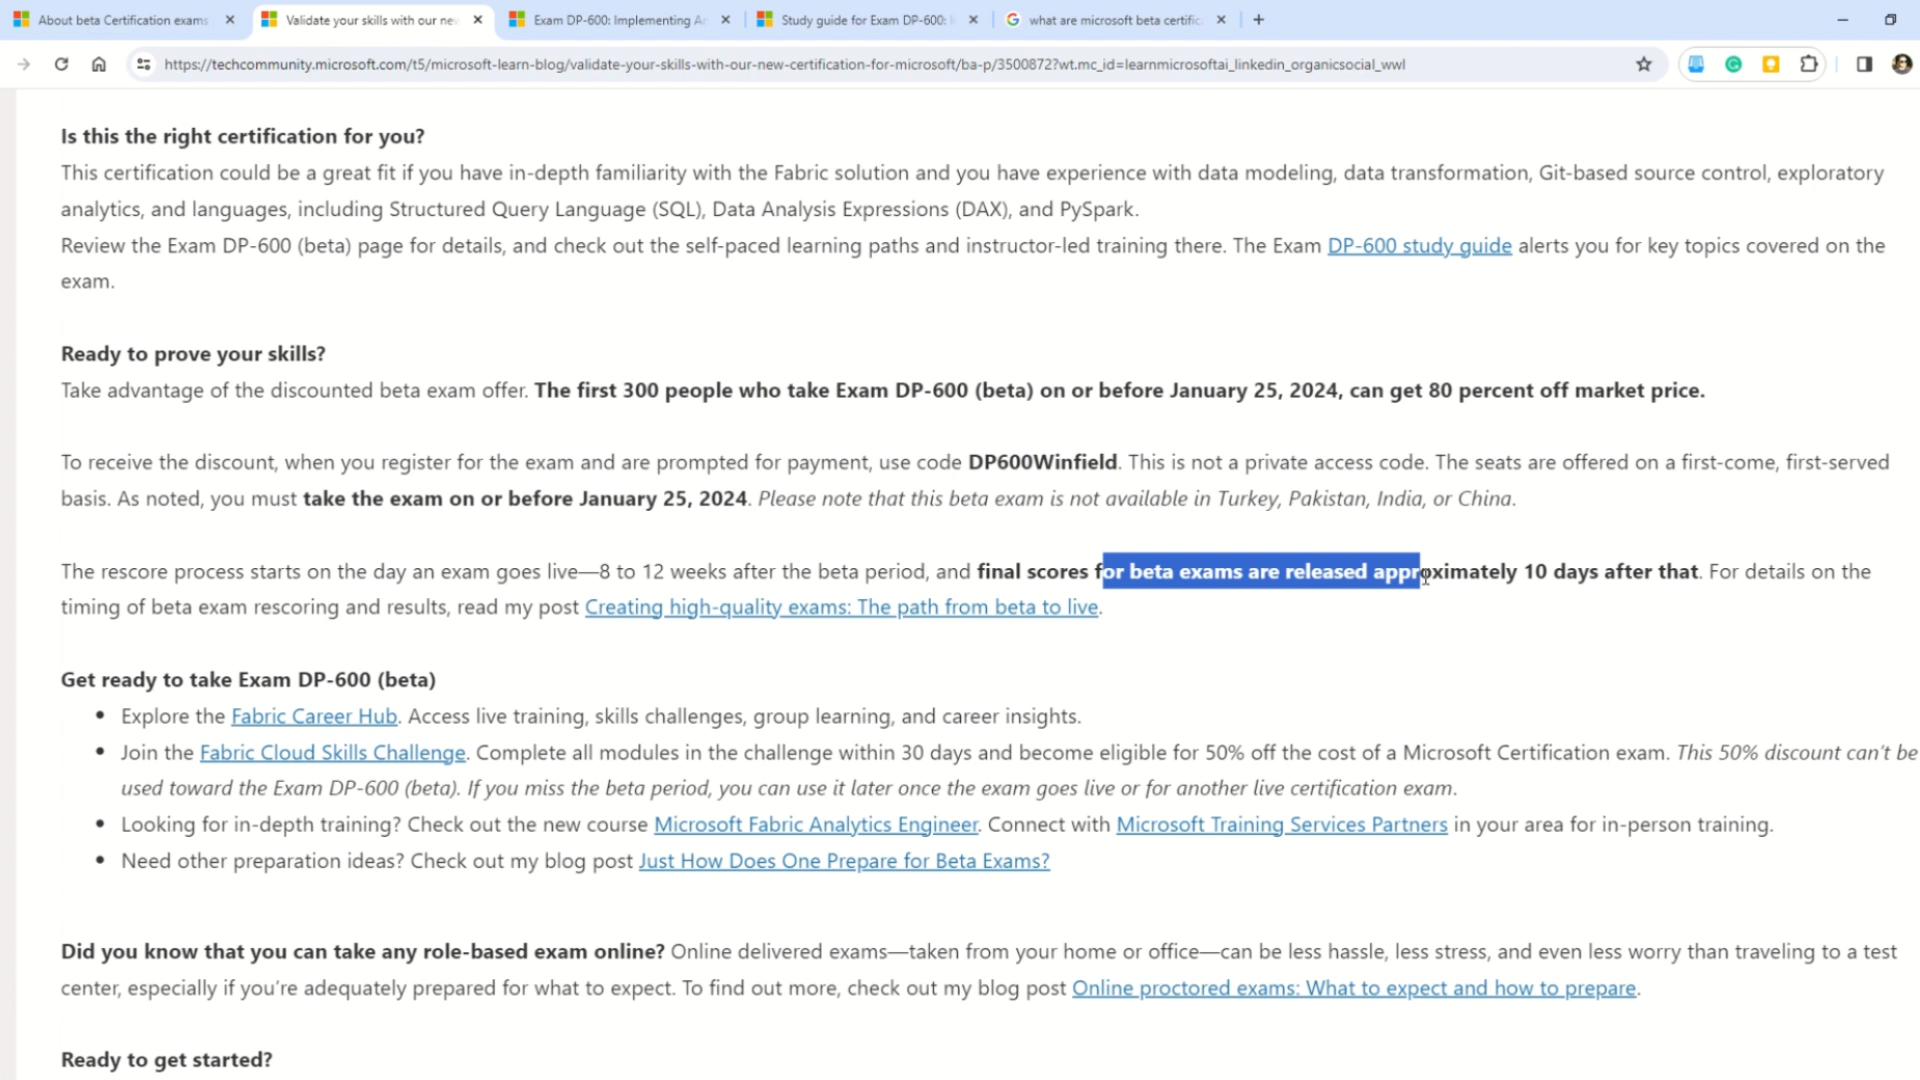 About beta Certification exams
Validate your skills with our ne
Exam DP-600: Implementing A
Study guide for Exam DP-600:
what are microsoft beta certific
https://techcommunity.microsoft.com/t5/microsoft-learn-blog/validate-your-skills-with-our-new-certification-for-microsoft/ba-p/3500872?wt.mc_id=learnmicrosoftai_linkedin_organicsocial_wwl
Is this the right certification for you?
This certification could be a great fit if you have in-depth familiarity with the Fabric solution and you have experience with data modeling, data transformation, Git-based source control, exploratory
analytics, and languages, including Structured Query Language (SQL), Data Analysis Expressions (DAX), and PySpark.
Review the Exam DP-600 (beta) page for details, and check out the self-paced learning paths and instructor-led training there. The Exam DP-600 study guide alerts you for key topics covered on the
exam.
Ready to prove your skills?
Take advantage of the discounted beta exam offer. The first 300 people who take Exam DP-600 (beta) on or before January 25, 2024, can get 80 percent off market price.
To receive the discount, when you register for the exam and are prompted for payment, use code DP600Winfield. This is not a private access code. The seats are offered on a first-come, first-served
basis. As noted, you must take the exam on or before January 25, 2024. Please note that this beta exam is not available in Turkey, Pakistan, India, or China.
The rescore process starts on the day an exam goes live—8 to 12 weeks after the beta period, and final scores for beta exams are released approximately 10 days after that. For details on the
timing of beta exam rescoring and results, read my post Creating high-quality exams: The path from beta to live.
Get ready to take Exam DP-600 (beta)
• Explore the Fabric Career Hub. Access live training, skills challenges, group learning, and career insights.
• Join the Fabric Cloud Skills Challenge. Complete all modules in the challenge within 30 days and become eligible for 50% off the cost of a Microsoft Certification exam. This 50% discount can't be
used toward the Exam DP-600 (beta). If you miss the beta period, you can use it later once the exam goes live or for another live certification exam.
• Looking for in-depth training? Check out the new course Microsoft Fabric Analytics Engineer. Connect with Microsoft Training Services Partners in your area for in-person training.
• Need other preparation ideas? Check out my blog post Just How Does One Prepare for Beta Exams?
Did you know that you can take any role-based exam online? Online delivered exams—taken from your home or office—can be less hassle, less stress, and even less worry than traveling to a test
center, especially if you're adequately prepared for what to expect. To find out more, check out my blog post Online proctored exams: What to expect and how to prepare.
Ready to get started?